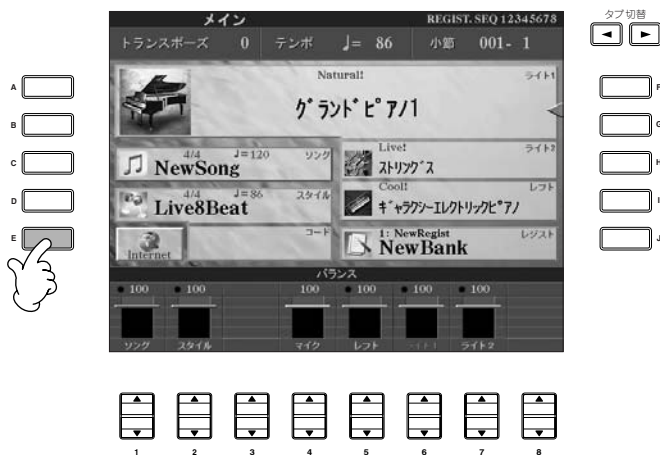 メイン
REGIST. SEQ 12345678
タブ切替
トランスポーズ 0 テンポ ♩= 86 小節 001- 1
Natural!
ライト1
グランドピアノ1
4/4 ♩=120 ソング
NewSong
Live!
ライト2
ストリングス
4/4 ♩=86 スタイル
Live8Beat
Cool!
レフト
ギャラクシーエレクトリックピアノ
コード
Internet
1: NewRegist
レジスト
NewBank
バランス
100 100 100 100 100 100
ソング スタイル マイク レフト ライト1 ライト2
A
B
C
D
E
F
G
H
I
J
1 2 3 4 5 6 7 8